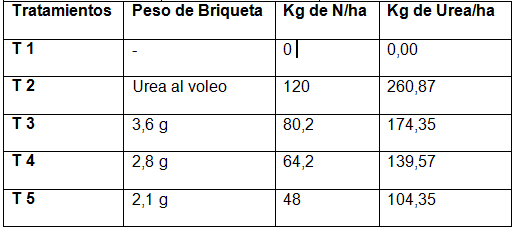 Tratamientos Peso de Briqueta Kg de N/ha Kg de Urea/ha
T 1 - 0 0,00
T 2 Urea al voleo 120 260,87
T 3 3,6 g 80,2 174,35
T 4 2,8 g 64,2 139,57
T 5 2,1 g 48 104,35